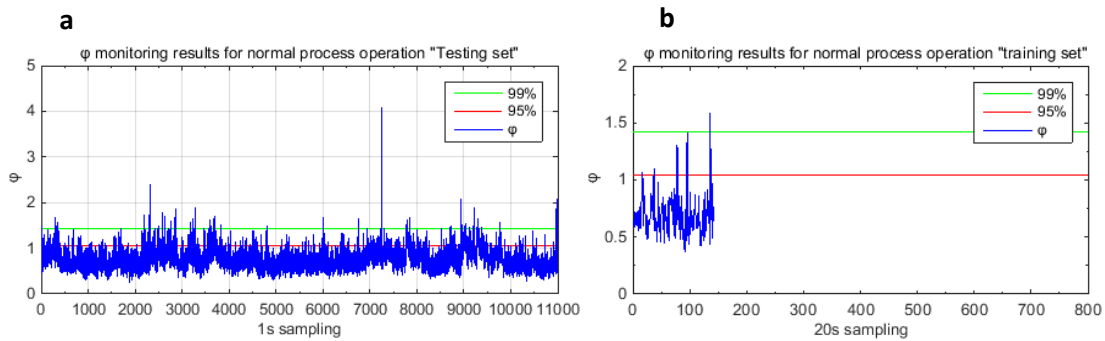 a
φ monitoring results for normal process operation "Testing set"
5
4
3
2
1
0
φ
99%
95%
φ
0 1000 2000 3000 4000 5000 6000 7000 8000 9000 10000 11000
1s sampling
b
φ monitoring results for normal process operation "training set"
2
1.5
1
0.5
0
φ
99%
95%
φ
0 100 200 300 400 500 600 700 800
20s sampling